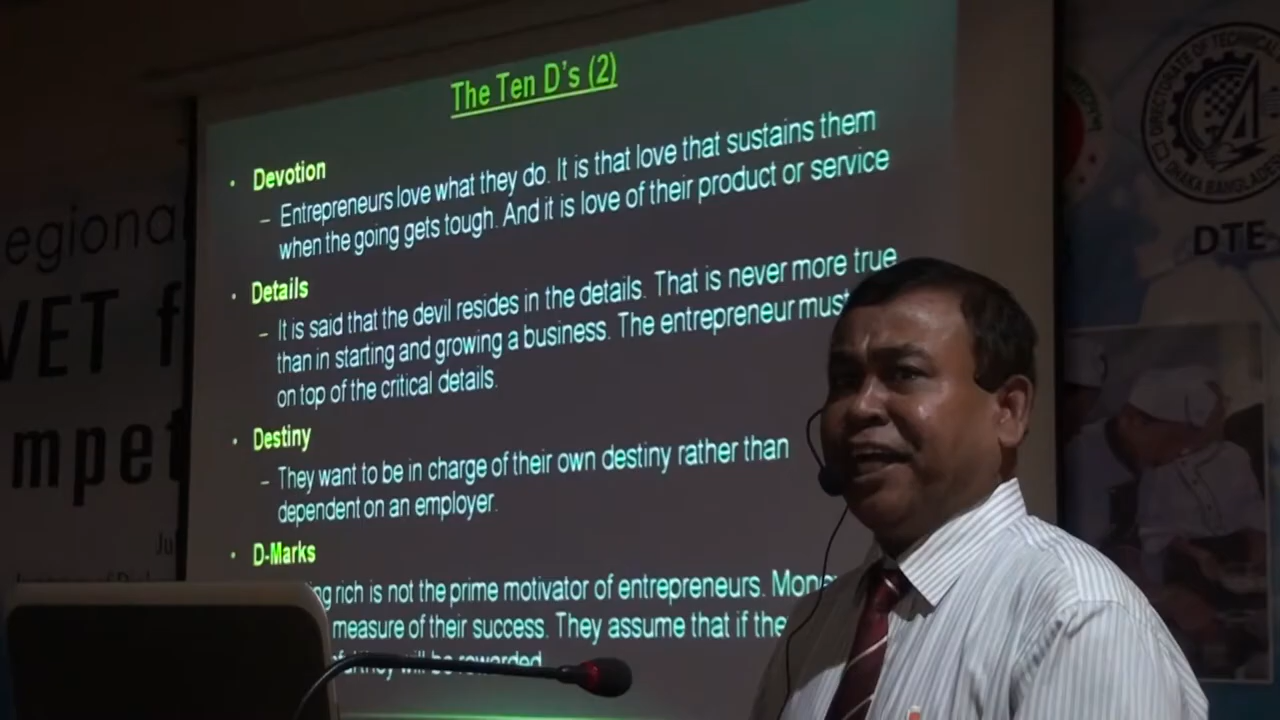 The Ten D's (2)
• Devotion
– Entrepreneurs love what they do. It is that love that sustains them
when the going gets tough. And it is love of their product or service
• Details
– It is said that the devil resides in the details. That is never more true
than in starting and growing a business. The entrepreneur must
on top of the critical details.
• Destiny
– They want to be in charge of their own destiny rather than
dependent on an employer.
• D-Marks
ng rich is not the prime motivator of entrepreneurs.
measure of their success. They assume that if the
will be rewarded
egional
VET f
mpet
DIRECTORATE OF TECHNICAL
DHAKA BANGLADESH
DTE